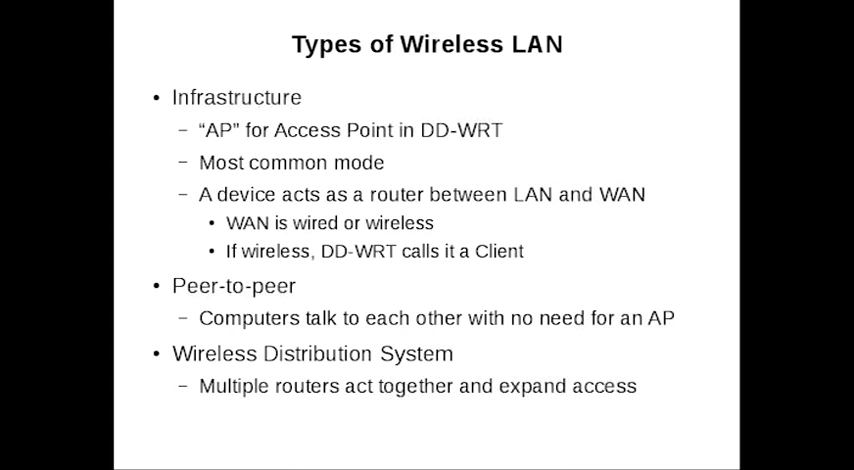 Types of Wireless LAN
• Infrastructure
– “AP” for Access Point in DD-WRT
– Most common mode
– A device acts as a router between LAN and WAN
• WAN is wired or wireless
• If wireless, DD-WRT calls it a Client
• Peer-to-peer
– Computers talk to each other with no need for an AP
• Wireless Distribution System
– Multiple routers act together and expand access